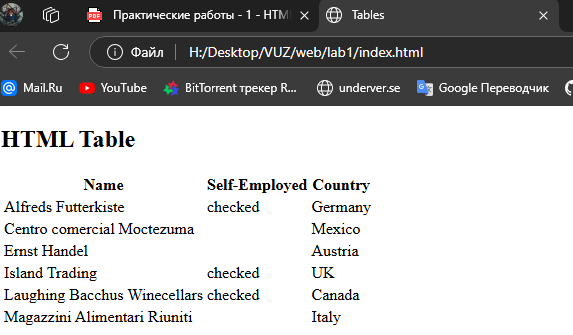 Практические работы - 1 - HTM
Tables
Файл H:/Desktop/VUZ/web/lab1/index.html
Mail.Ru YouTube BitTorrent трекер R... underver.se Google Переводчик
HTML Table
Name Self-Employed Country
Alfreds Futterkiste checked Germany
Centro comercial Moctezuma Mexico
Ernst Handel Austria
Island Trading checked UK
Laughing Bacchus Winecellars checked Canada
Magazzini Alimentari Riuniti Italy